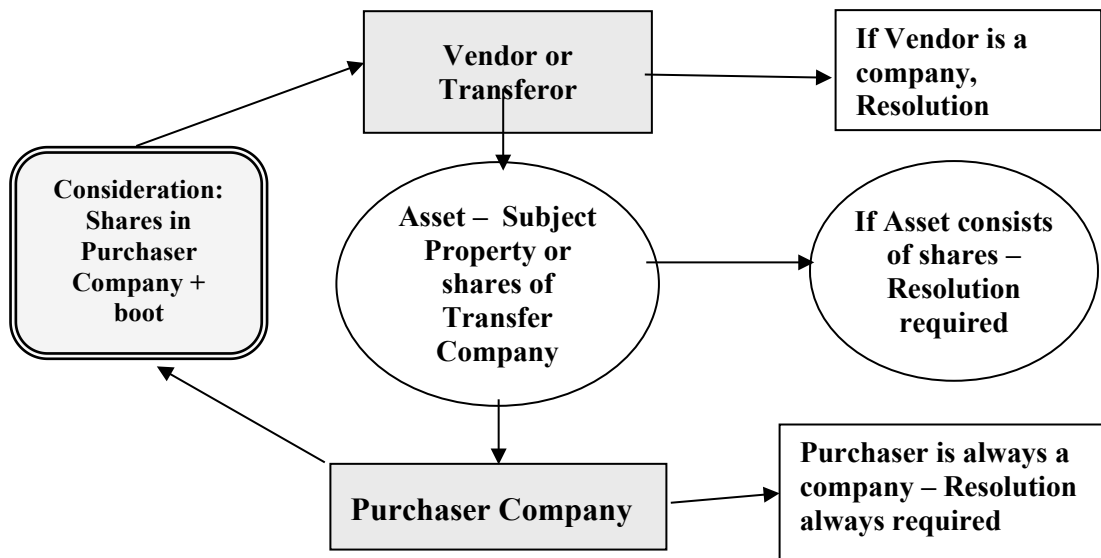 Vendor or
Transferor
If Vendor is a
company,
Resolution
Consideration:
Shares in
Purchaser
Company +
boot
Asset – Subject
Property or
shares of
Transfer
Company
If Asset consists
of shares –
Resolution
required
Purchaser Company
Purchaser is always a
company – Resolution
always required